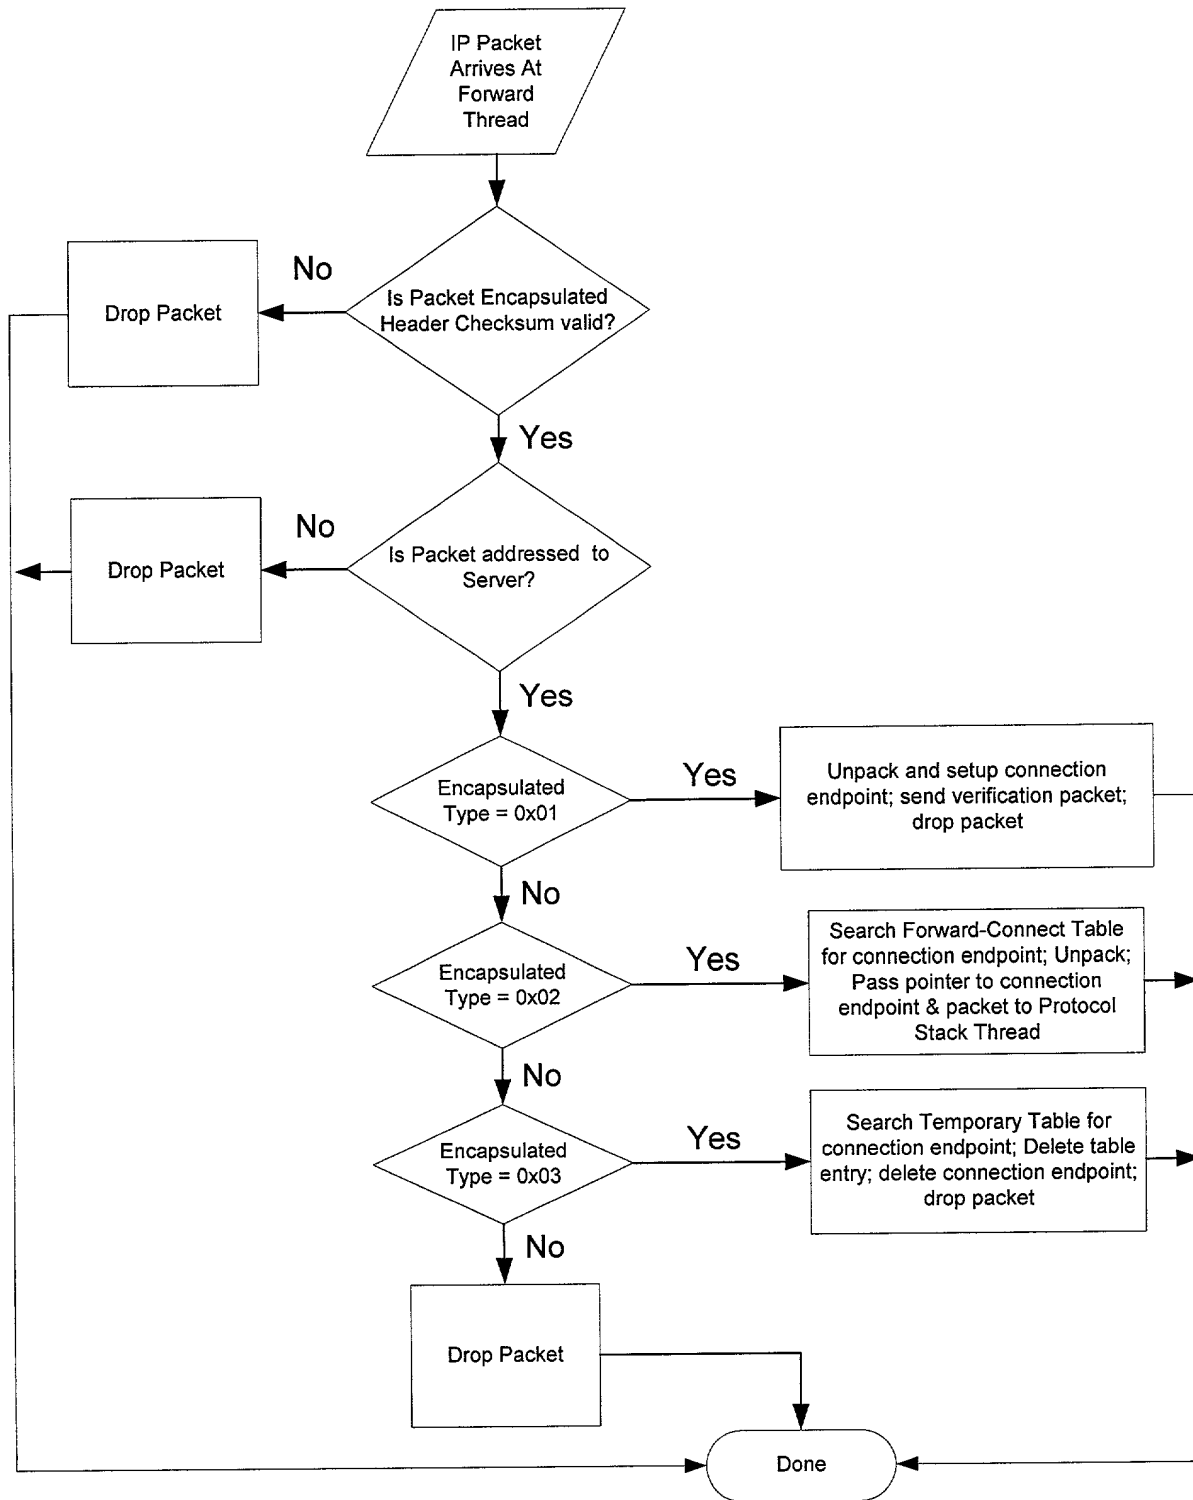 IP Packet
Arrives At
Forward
Thread
No
Drop Packet
Is Packet Encapsulated
Header Checksum valid?
Yes
No
Drop Packet
Is Packet addressed to
Server?
Yes
Encapsulated
Type = 0x01
Yes
Unpack and setup connection
endpoint; send verification packet;
drop packet
No
Encapsulated
Type = 0x02
Yes
Search Forward-Connect Table
for connection endpoint; Unpack;
Pass pointer to connection
endpoint & packet to Protocol
Stack Thread
No
Encapsulated
Type = 0x03
Yes
Search Temporary Table for
connection endpoint; Delete table
entry; delete connection endpoint;
drop packet
No
Drop Packet
Done